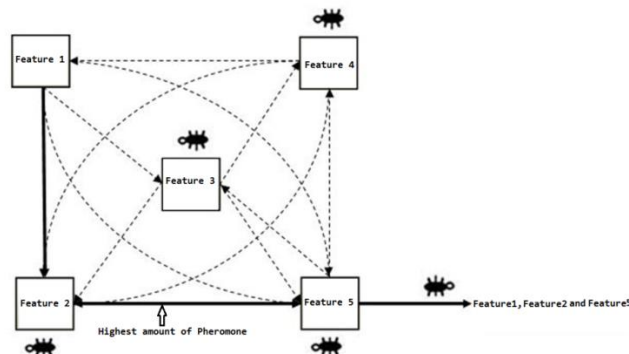 Feature 1
Feature 4
Feature 3
Feature 2
Feature 5
Feature1, Feature2 and Feature5
Highest amount of Pheromone